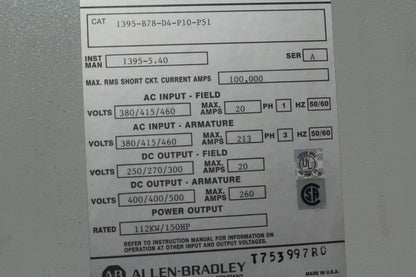 CAT 1395-B78-D4-P10-P51
INST MAN 1395-5.40 SER A
MAX. RMS SHORT CKT. CURRENT AMPS 100,000
AC INPUT - FIELD
VOLTS 380/415/460 MAX. AMPS 20 PH 1 HZ 50/60
AC INPUT - ARMATURE
VOLTS 380/415/460 MAX. AMPS 213 PH 3 HZ 50/60
DC OUTPUT - FIELD
VOLTS 250/270/300 MAX. AMPS 20
DC OUTPUT - ARMATURE
VOLTS 400/400/500 MAX. AMPS 260
POWER OUTPUT
RATED 112KW/150HP
REFER TO INSTRUCTION MANUAL FOR INFORMATION ON
OPERATION AT OTHER INPUT AND OUTPUT VOLTAGES.
T753997R0
AB ALLEN-BRADLEY
MADE IN U.S.A.